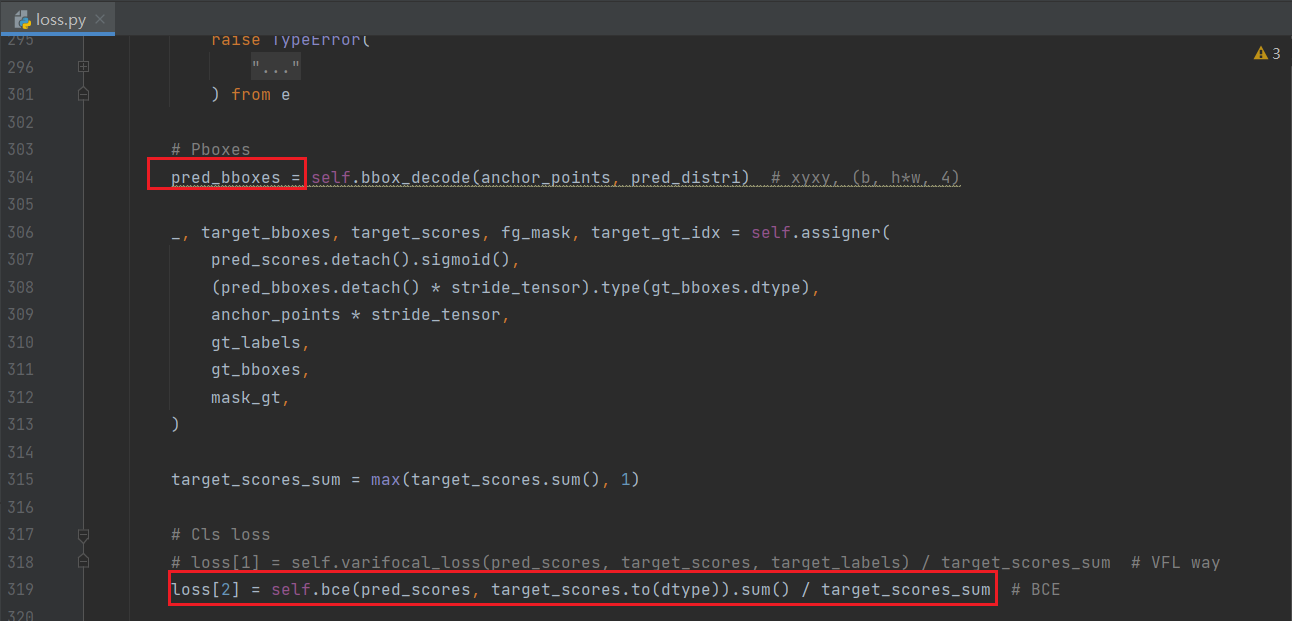 loss.py
3
295 raise TypeError(
296 "..."
301 ) from e
302
303 # Pboxes
304 pred_bboxes = self.bbox_decode(anchor_points, pred_distri)  # xyxy, (b, h*w, 4)
305
306 _, target_bboxes, target_scores, fg_mask, target_gt_idx = self.assigner(
307 pred_scores.detach().sigmoid(),
308 (pred_bboxes.detach() * stride_tensor).type(gt_bboxes.dtype),
309 anchor_points * stride_tensor,
310 gt_labels,
311 gt_bboxes,
312 mask_gt,
313 )
314
315 target_scores_sum = max(target_scores.sum(), 1)
316
317 # Cls loss
318 # loss[1] = self.varifocal_loss(pred_scores, target_scores, target_labels) / target_scores_sum  # VFL way
319 loss[2] = self.bce(pred_scores, target_scores.to(dtype)).sum() / target_scores_sum  # BCE
320